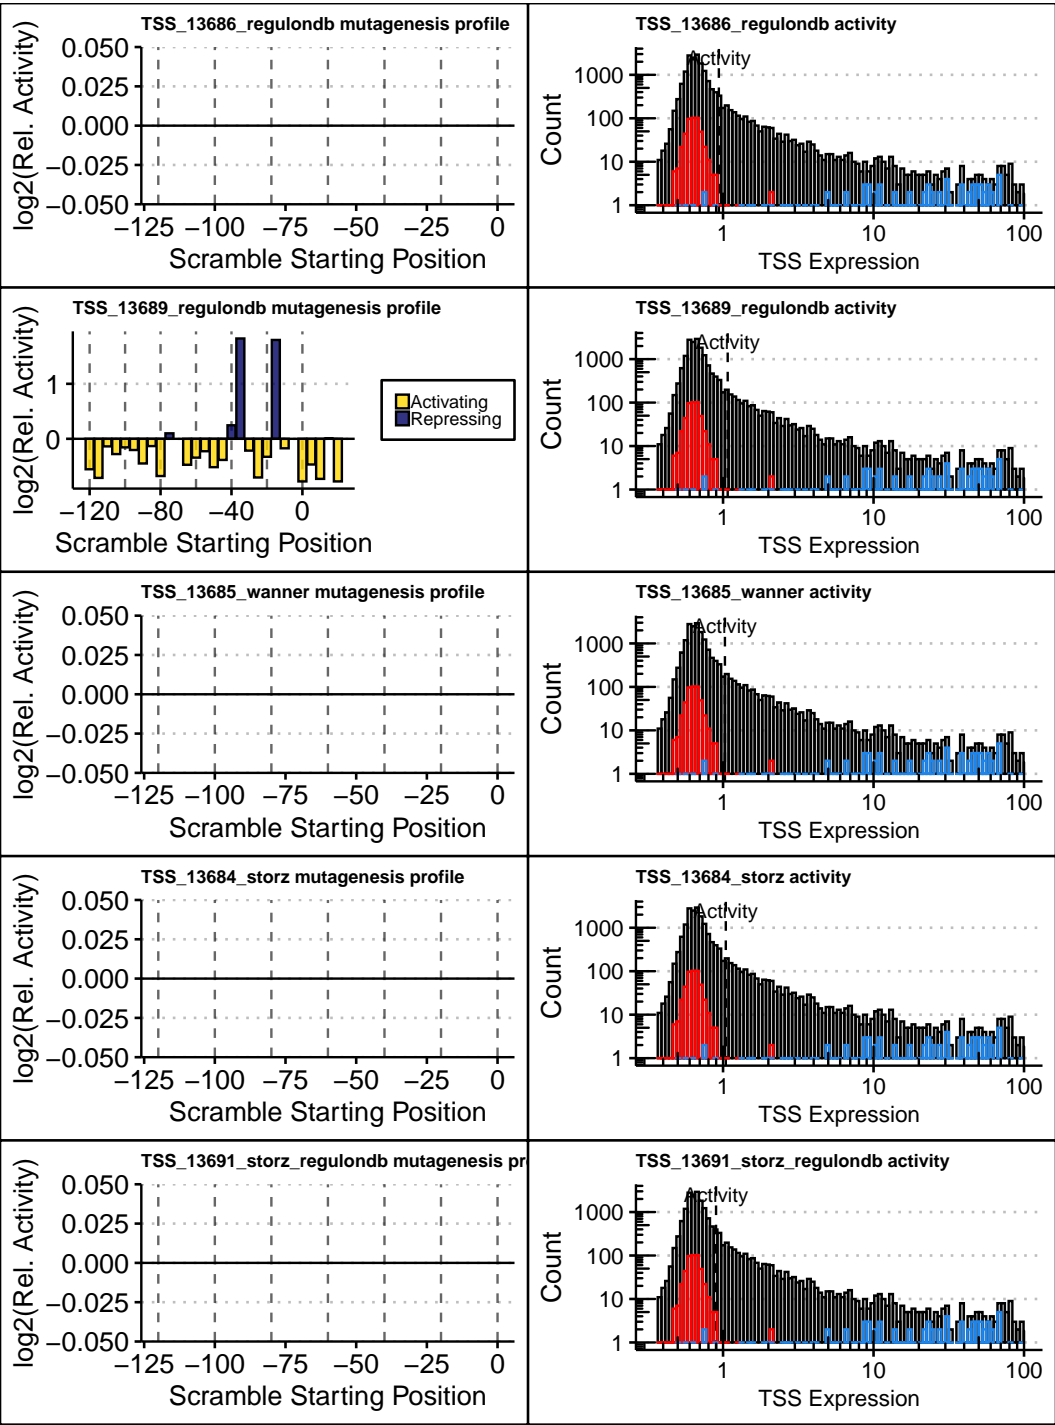 TSS_13686_regulondb mutagenesis profile
log2(Rel. Activity)
0.050
0.025
0.000
−0.025
−0.050
−125 −100 −75 −50 −25 0
Scramble Starting Position
TSS_13686_regulondb activity
Activity
Count
1000
100
10
1
1 10 100
TSS Expression
TSS_13689_regulondb mutagenesis profile
log2(Rel. Activity)
1
0
−120 −80 −40 0
Scramble Starting Position
Activating
Repressing
TSS_13689_regulondb activity
Activity
Count
1000
100
10
1
1 10 100
TSS Expression
TSS_13685_wanner mutagenesis profile
log2(Rel. Activity)
0.050
0.025
0.000
−0.025
−0.050
−125 −100 −75 −50 −25 0
Scramble Starting Position
TSS_13685_wanner activity
Activity
Count
1000
100
10
1
1 10 100
TSS Expression
TSS_13684_storz mutagenesis profile
log2(Rel. Activity)
0.050
0.025
0.000
−0.025
−0.050
−125 −100 −75 −50 −25 0
Scramble Starting Position
TSS_13684_storz activity
Activity
Count
1000
100
10
1
1 10 100
TSS Expression
TSS_13691_storz_regulondb mutagenesis pr
log2(Rel. Activity)
0.050
0.025
0.000
−0.025
−0.050
−125 −100 −75 −50 −25 0
Scramble Starting Position
TSS_13691_storz_regulondb activity
Activity
Count
1000
100
10
1
1 10 100
TSS Expression